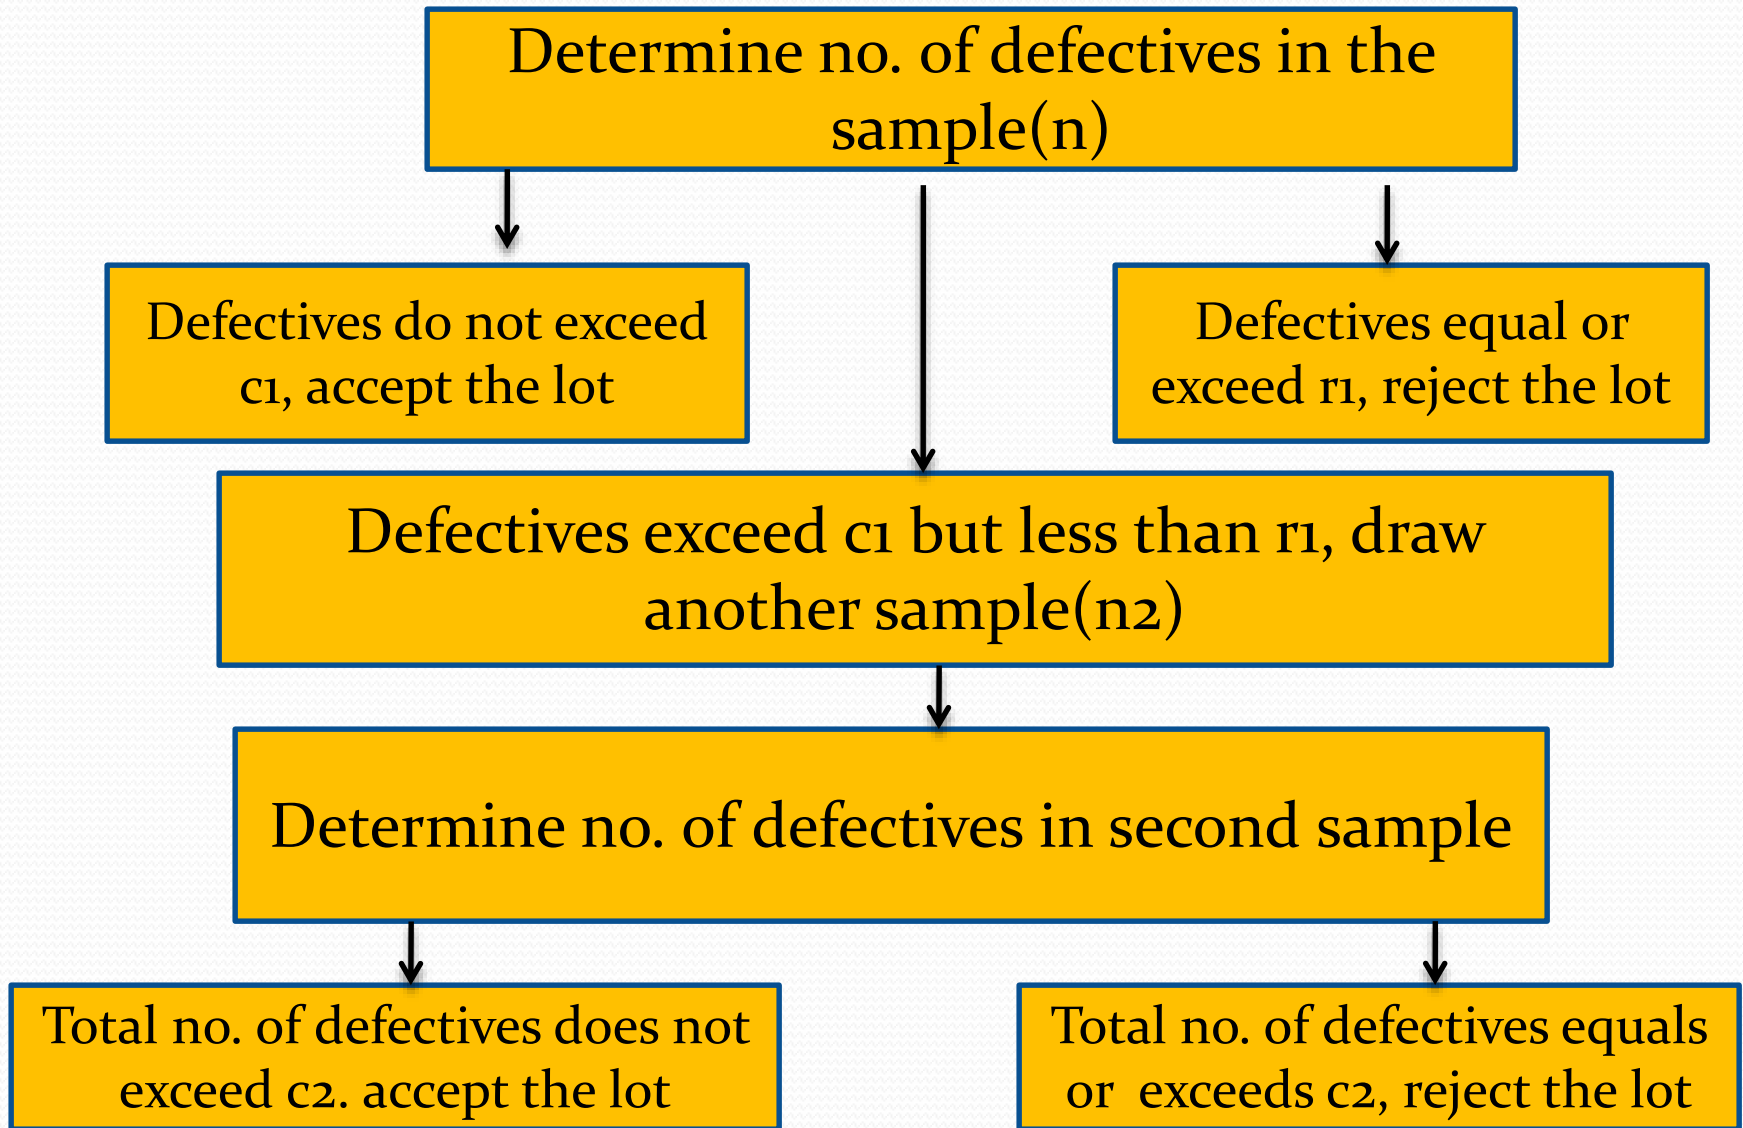 Determine no. of defectives in the
sample(n)
Defectives do not exceed
c1, accept the lot
Defectives equal or
exceed r1, reject the lot
Defectives exceed c1 but less than r1, draw
another sample(n2)
Determine no. of defectives in second sample
Total no. of defectives does not
exceed c2. accept the lot
Total no. of defectives equals
or exceeds c2, reject the lot